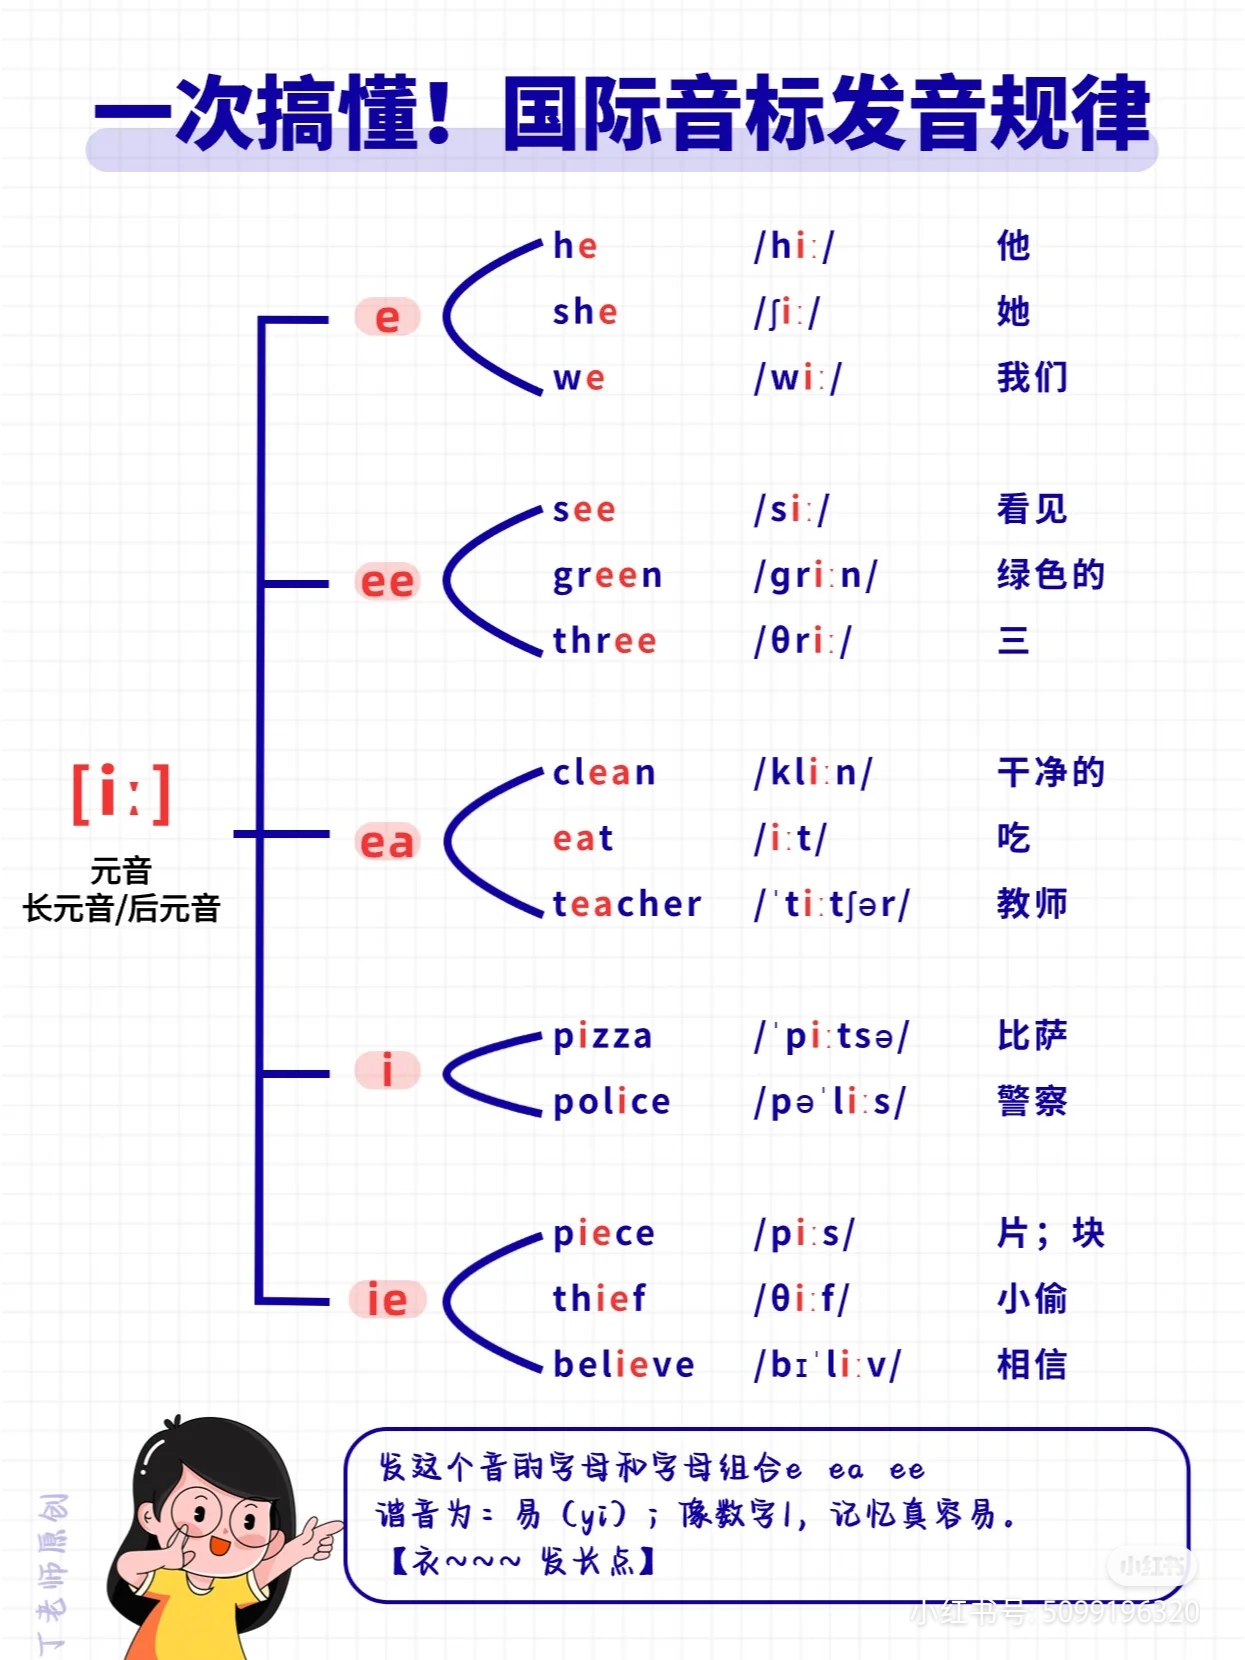 一次搞懂！国际音标发音规律
he /hiː/ 他
e
she /ʃiː/ 她
we /wiː/ 我们
see /siː/ 看见
ee
green /griːn/ 绿色的
three /θriː/ 三
[iː]
元音
长元音/后元音
clean /kliːn/ 干净的
ea
eat /iːt/ 吃
teacher /ˈtiːtʃər/ 教师
pizza /ˈpiːtsə/ 比萨
i
police /pəˈliːs/ 警察
piece /piːs/ 片；块
ie
thief /θiːf/ 小偷
believe /bɪˈliːv/ 相信
发这个音的字母和字母组合e ea ee
谐音为：易（yi）；像数字1，记忆真容易。
【衣~~~ 发长点】
丁老师原创
小红书
小红书号: 5099196320